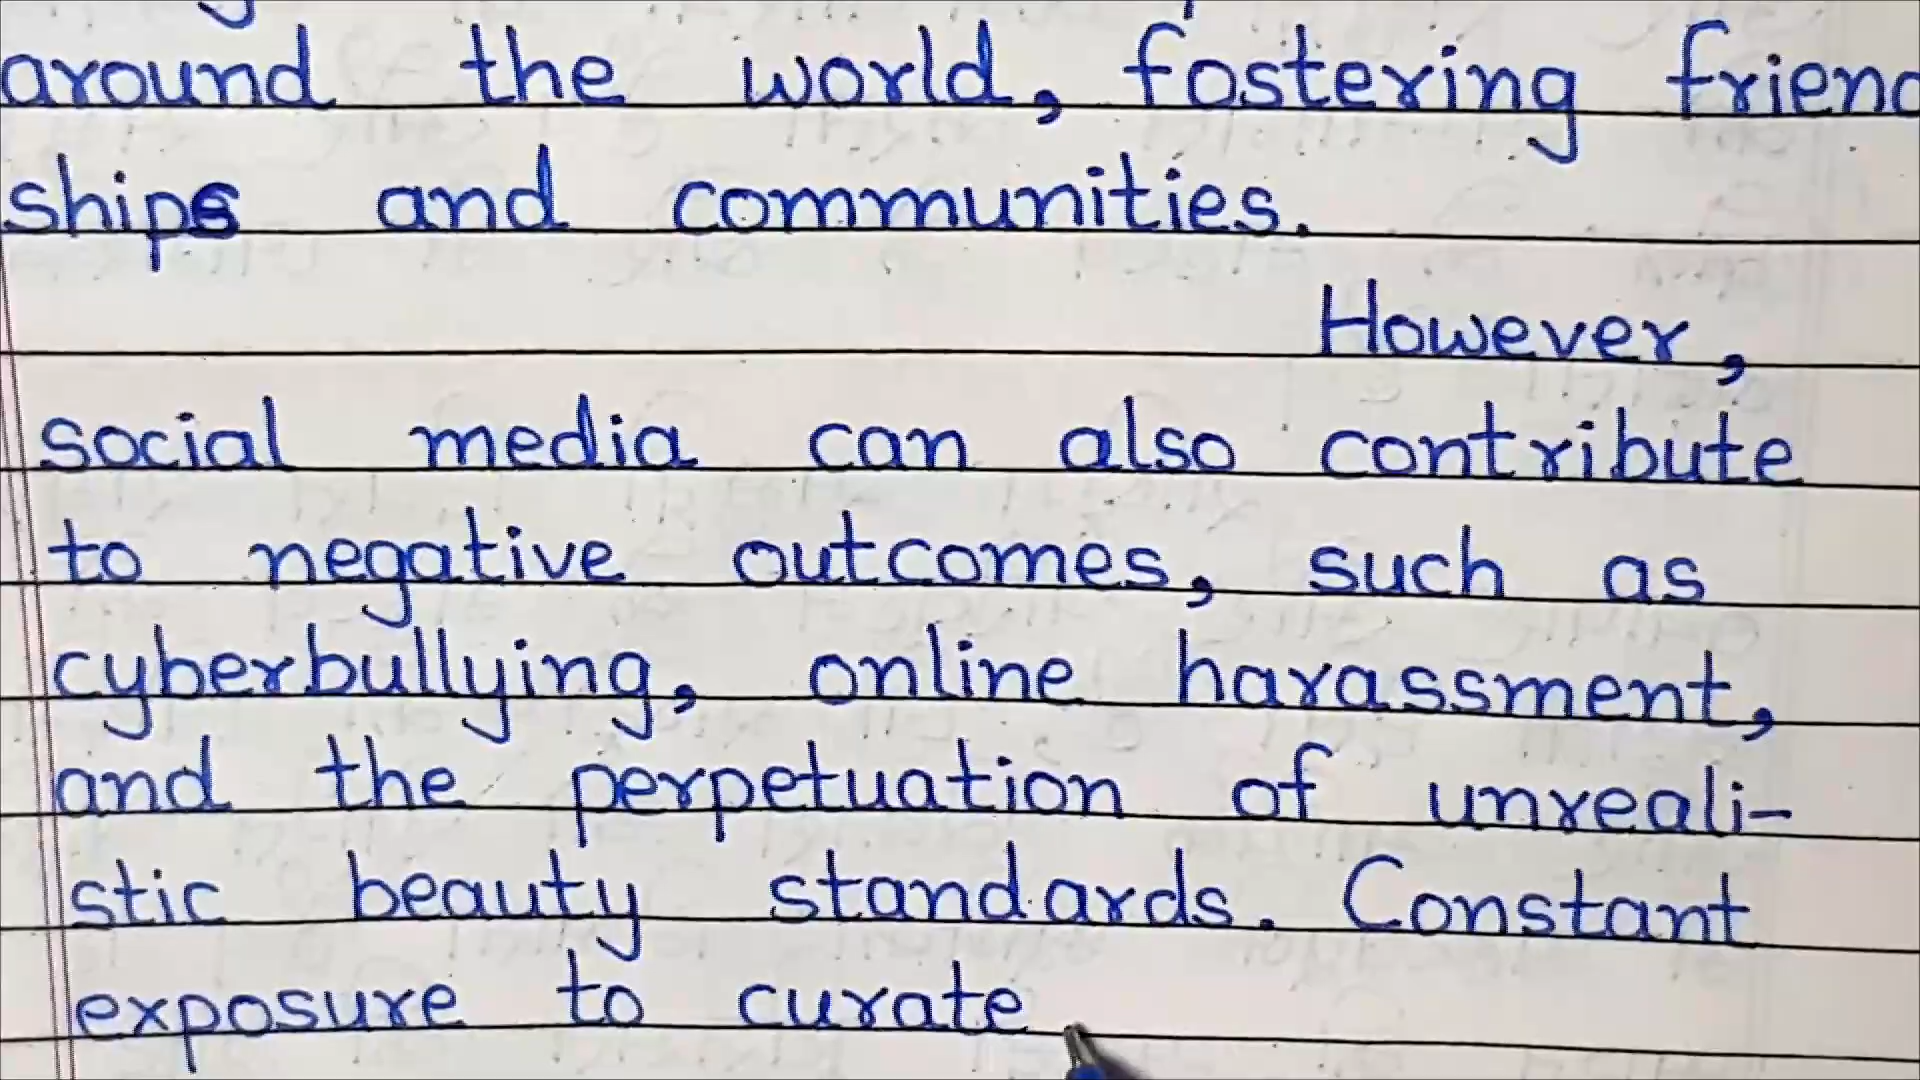 around the world, fostering friend
ships and communities.
However,
social media can also contribute
to negative outcomes, such as
cyberbullying, online harassment,
and the perpetuation of unreali-
stic beauty standards. Constant
exposure to curate